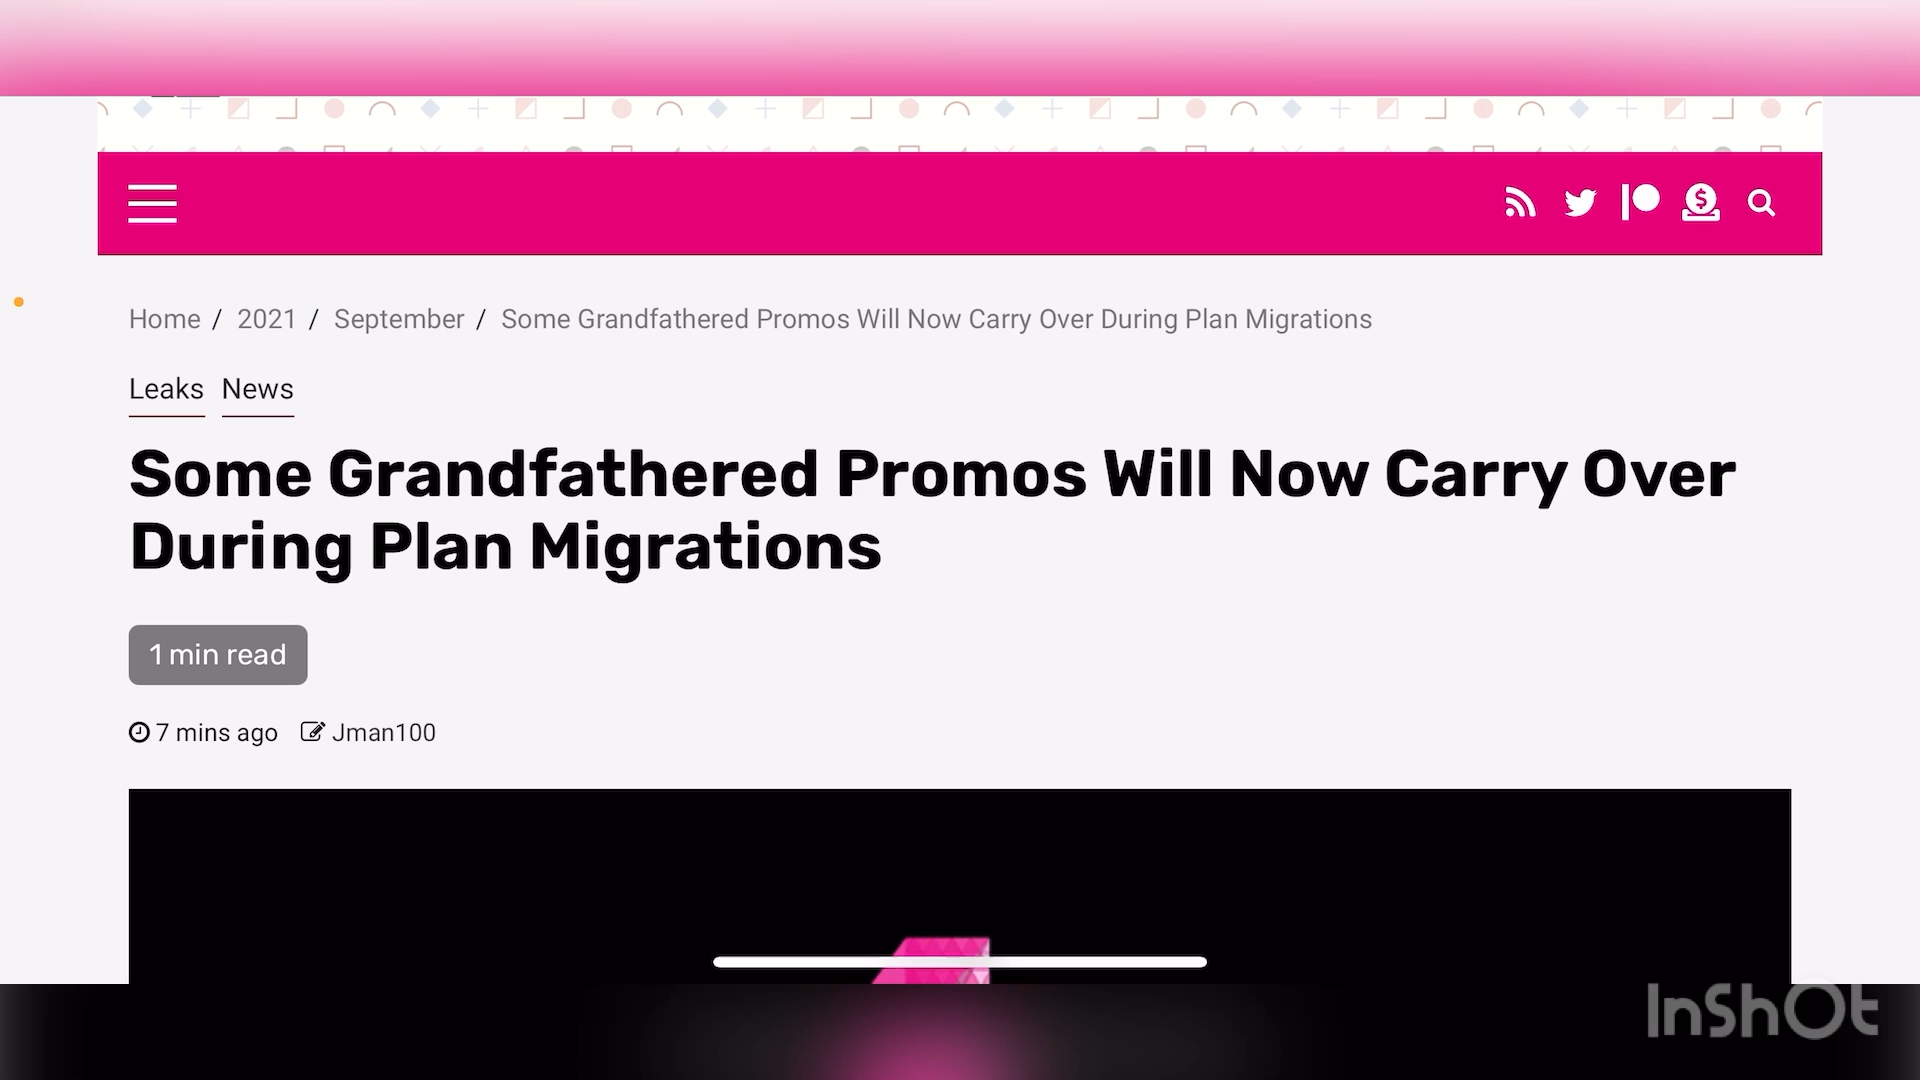 Home / 2021 / September / Some Grandfathered Promos Will Now Carry Over During Plan Migrations
Leaks News
Some Grandfathered Promos Will Now Carry Over
During Plan Migrations
1 min read
7 mins ago Jman100
InShOt